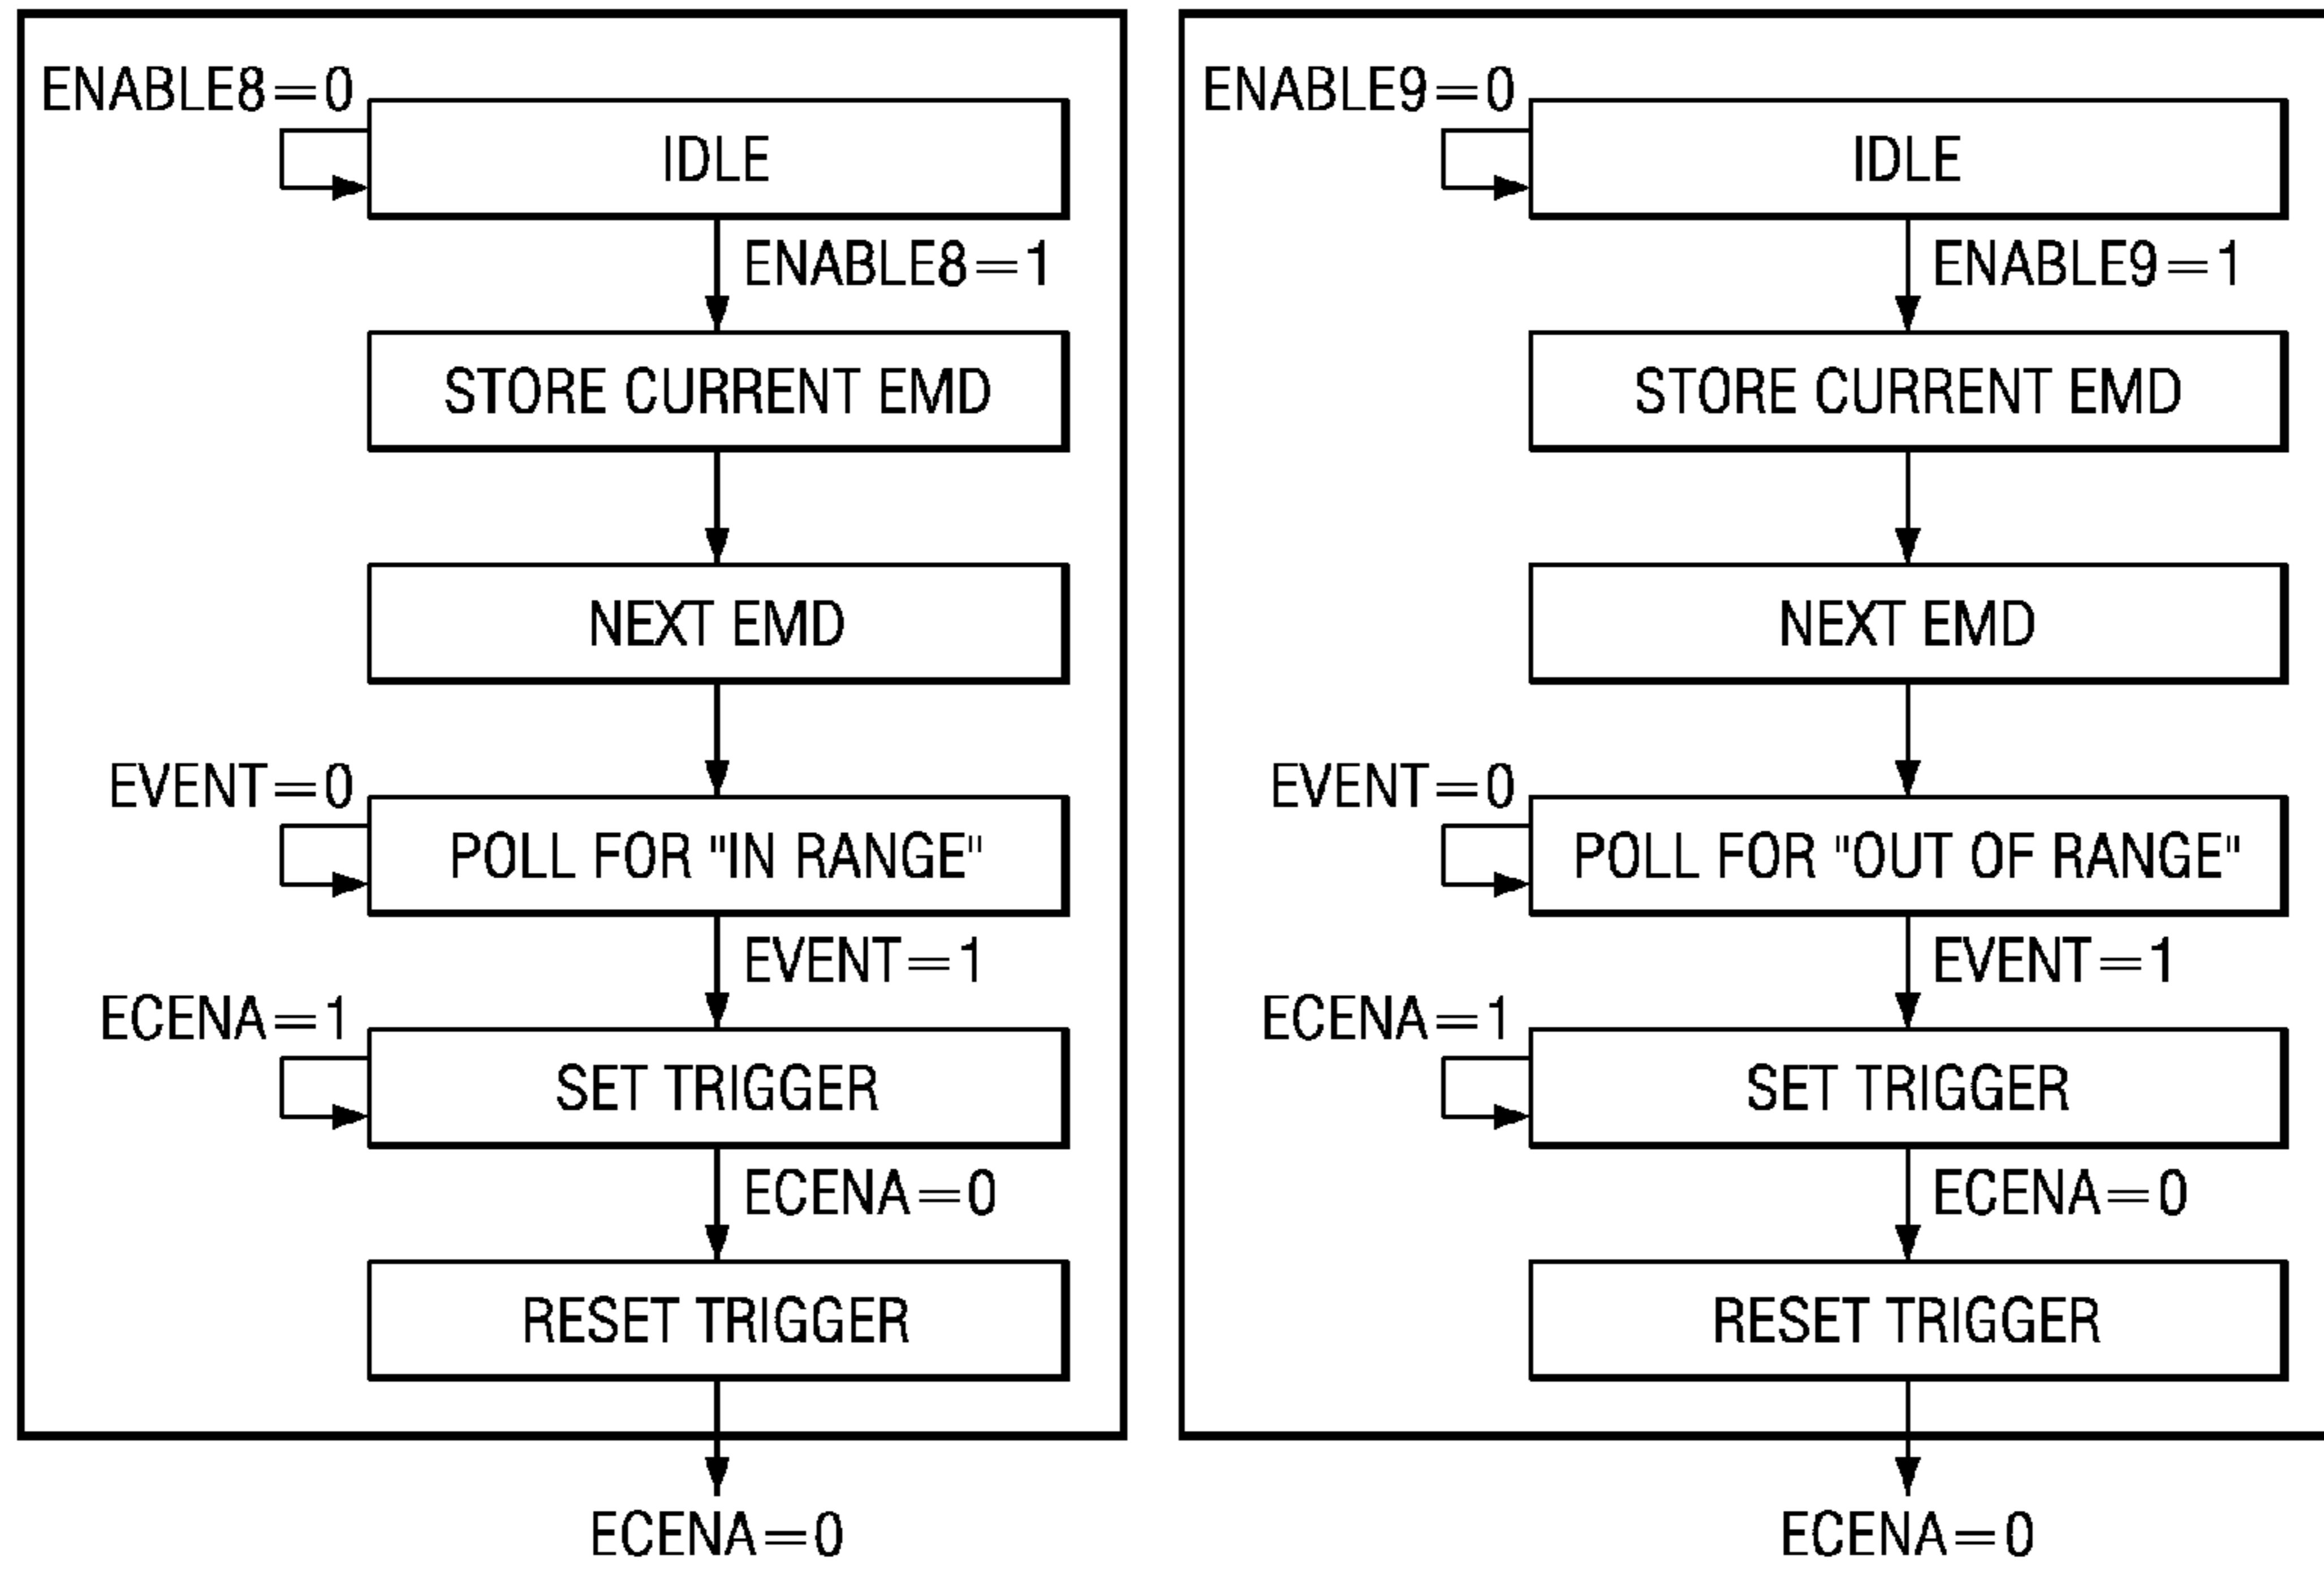 ENABLE8=0
IDLE
ENABLE8=1
STORE CURRENT EMD
NEXT EMD
EVENT=0
POLL FOR "IN RANGE"
EVENT=1
ECENA=1
SET TRIGGER
ECENA=0
RESET TRIGGER
ECENA=0
ENABLE9=0
IDLE
ENABLE9=1
STORE CURRENT EMD
NEXT EMD
EVENT=0
POLL FOR "OUT OF RANGE"
EVENT=1
ECENA=1
SET TRIGGER
ECENA=0
RESET TRIGGER
ECENA=0